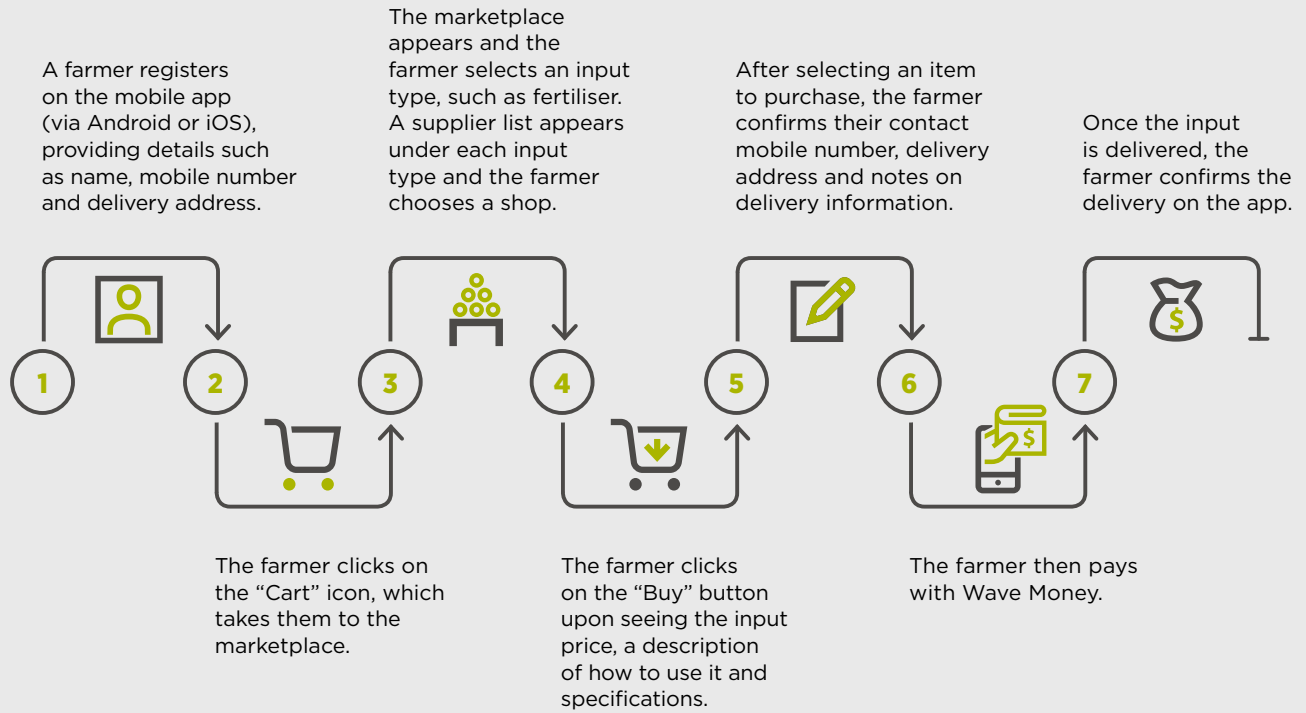 A farmer registers
on the mobile app
(via Android or iOS),
providing details such
as name, mobile number
and delivery address.
The marketplace
appears and the
farmer selects an input
type, such as fertiliser.
A supplier list appears
under each input
type and the farmer
chooses a shop.
After selecting an item
to purchase, the farmer
confirms their contact
mobile number, delivery
address and notes on
delivery information.
Once the input
is delivered, the
farmer confirms the
delivery on the app.
1
2
3
4
5
6
7
$
$
The farmer clicks on
the “Cart” icon, which
takes them to the
marketplace.
The farmer clicks
on the “Buy” button
upon seeing the input
price, a description
of how to use it and
specifications.
The farmer then pays
with Wave Money.